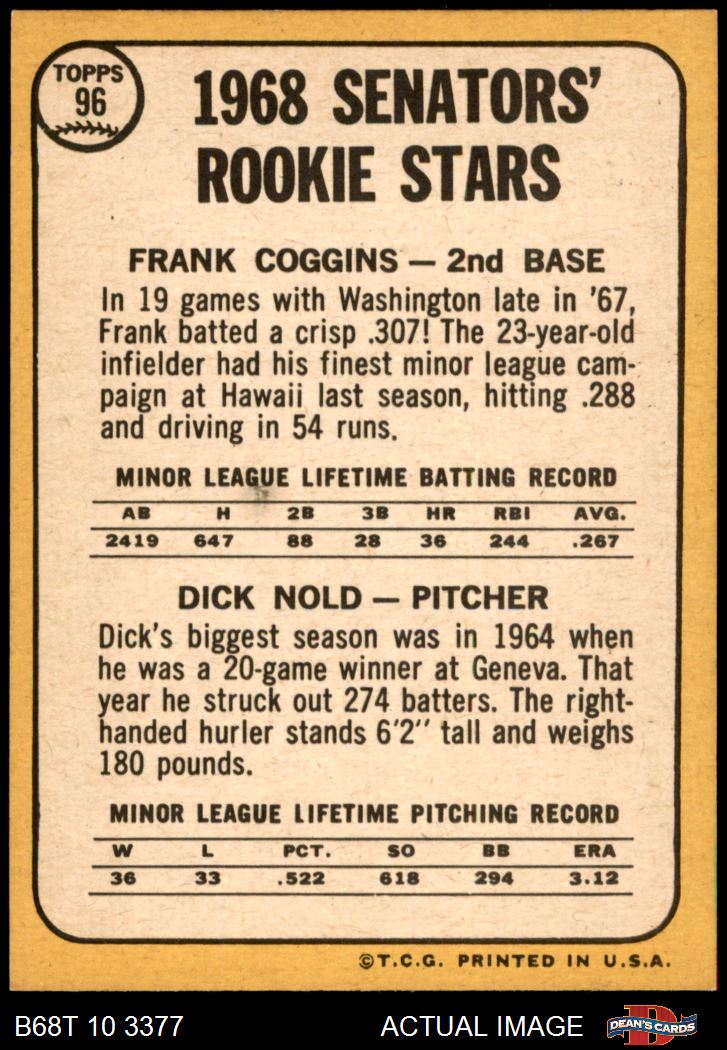 TOPPS
96
1968 SENATORS'
ROOKIE STARS
FRANK COGGINS — 2nd BASE
In 19 games with Washington late in '67,
Frank batted a crisp .307! The 23-year-old
infielder had his finest minor league cam-
paign at Hawaii last season, hitting .288
and driving in 54 runs.
MINOR LEAGUE LIFETIME BATTING RECORD
AB H 2B 3B HR RBI AVG.
2419 647 88 28 36 244 .267
DICK NOLD — PITCHER
Dick's biggest season was in 1964 when
he was a 20-game winner at Geneva. That
year he struck out 274 batters. The right-
handed hurler stands 6'2'' tall and weighs
180 pounds.
MINOR LEAGUE LIFETIME PITCHING RECORD
W L PCT. SO BB ERA
36 33 .522 618 294 3.12
©T.C.G. PRINTED IN U.S.A.
B68T 10 3377 ACTUAL IMAGE D DEAN'S CARDS